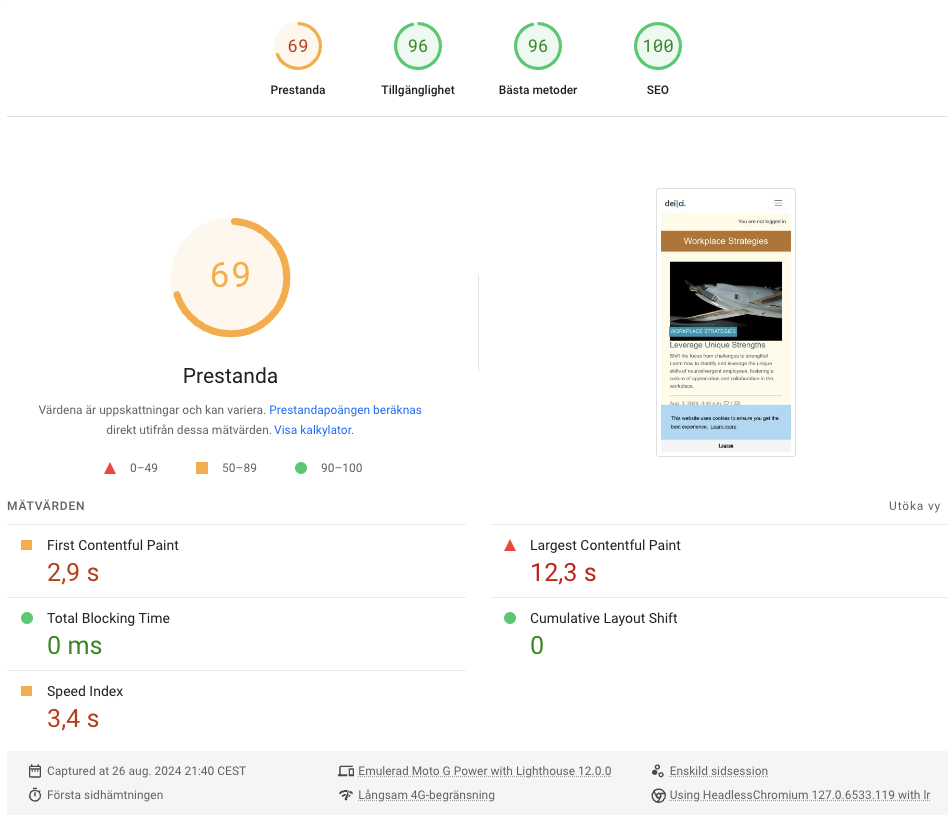 69
96
96
100
Prestanda
Tillgänglighet
Bästa metoder
SEO
69
Prestanda
Värdena är uppskattningar och kan variera. Prestandapoängen beräknas
direkt utifrån dessa mätvärden. Visa kalkylator.
0–49
50–89
90–100
dei|ci.
You are not logged in
Workplace Strategies
WORKPLACE STRATEGIES
Leverage Unique Strengths
Shift the focus from challenges to strengths!
Learn how to identify and leverage the unique
skills of neurodivergent employees, fostering a
culture of appreciation and collaboration in the
workplace.
This website uses cookies to ensure you get the
best experience. Learn more
MÄTVÄRDEN
Utöka vy
First Contentful Paint
2,9 s
Largest Contentful Paint
12,3 s
Total Blocking Time
0 ms
Cumulative Layout Shift
0
Speed Index
3,4 s
Captured at 26 aug. 2024 21:40 CEST
Emulerad Moto G Power with Lighthouse 12.0.0
Enskild sidsession
Första sidhämtningen
Långsam 4G-begränsning
Using HeadlessChromium 127.0.6533.119 with lr